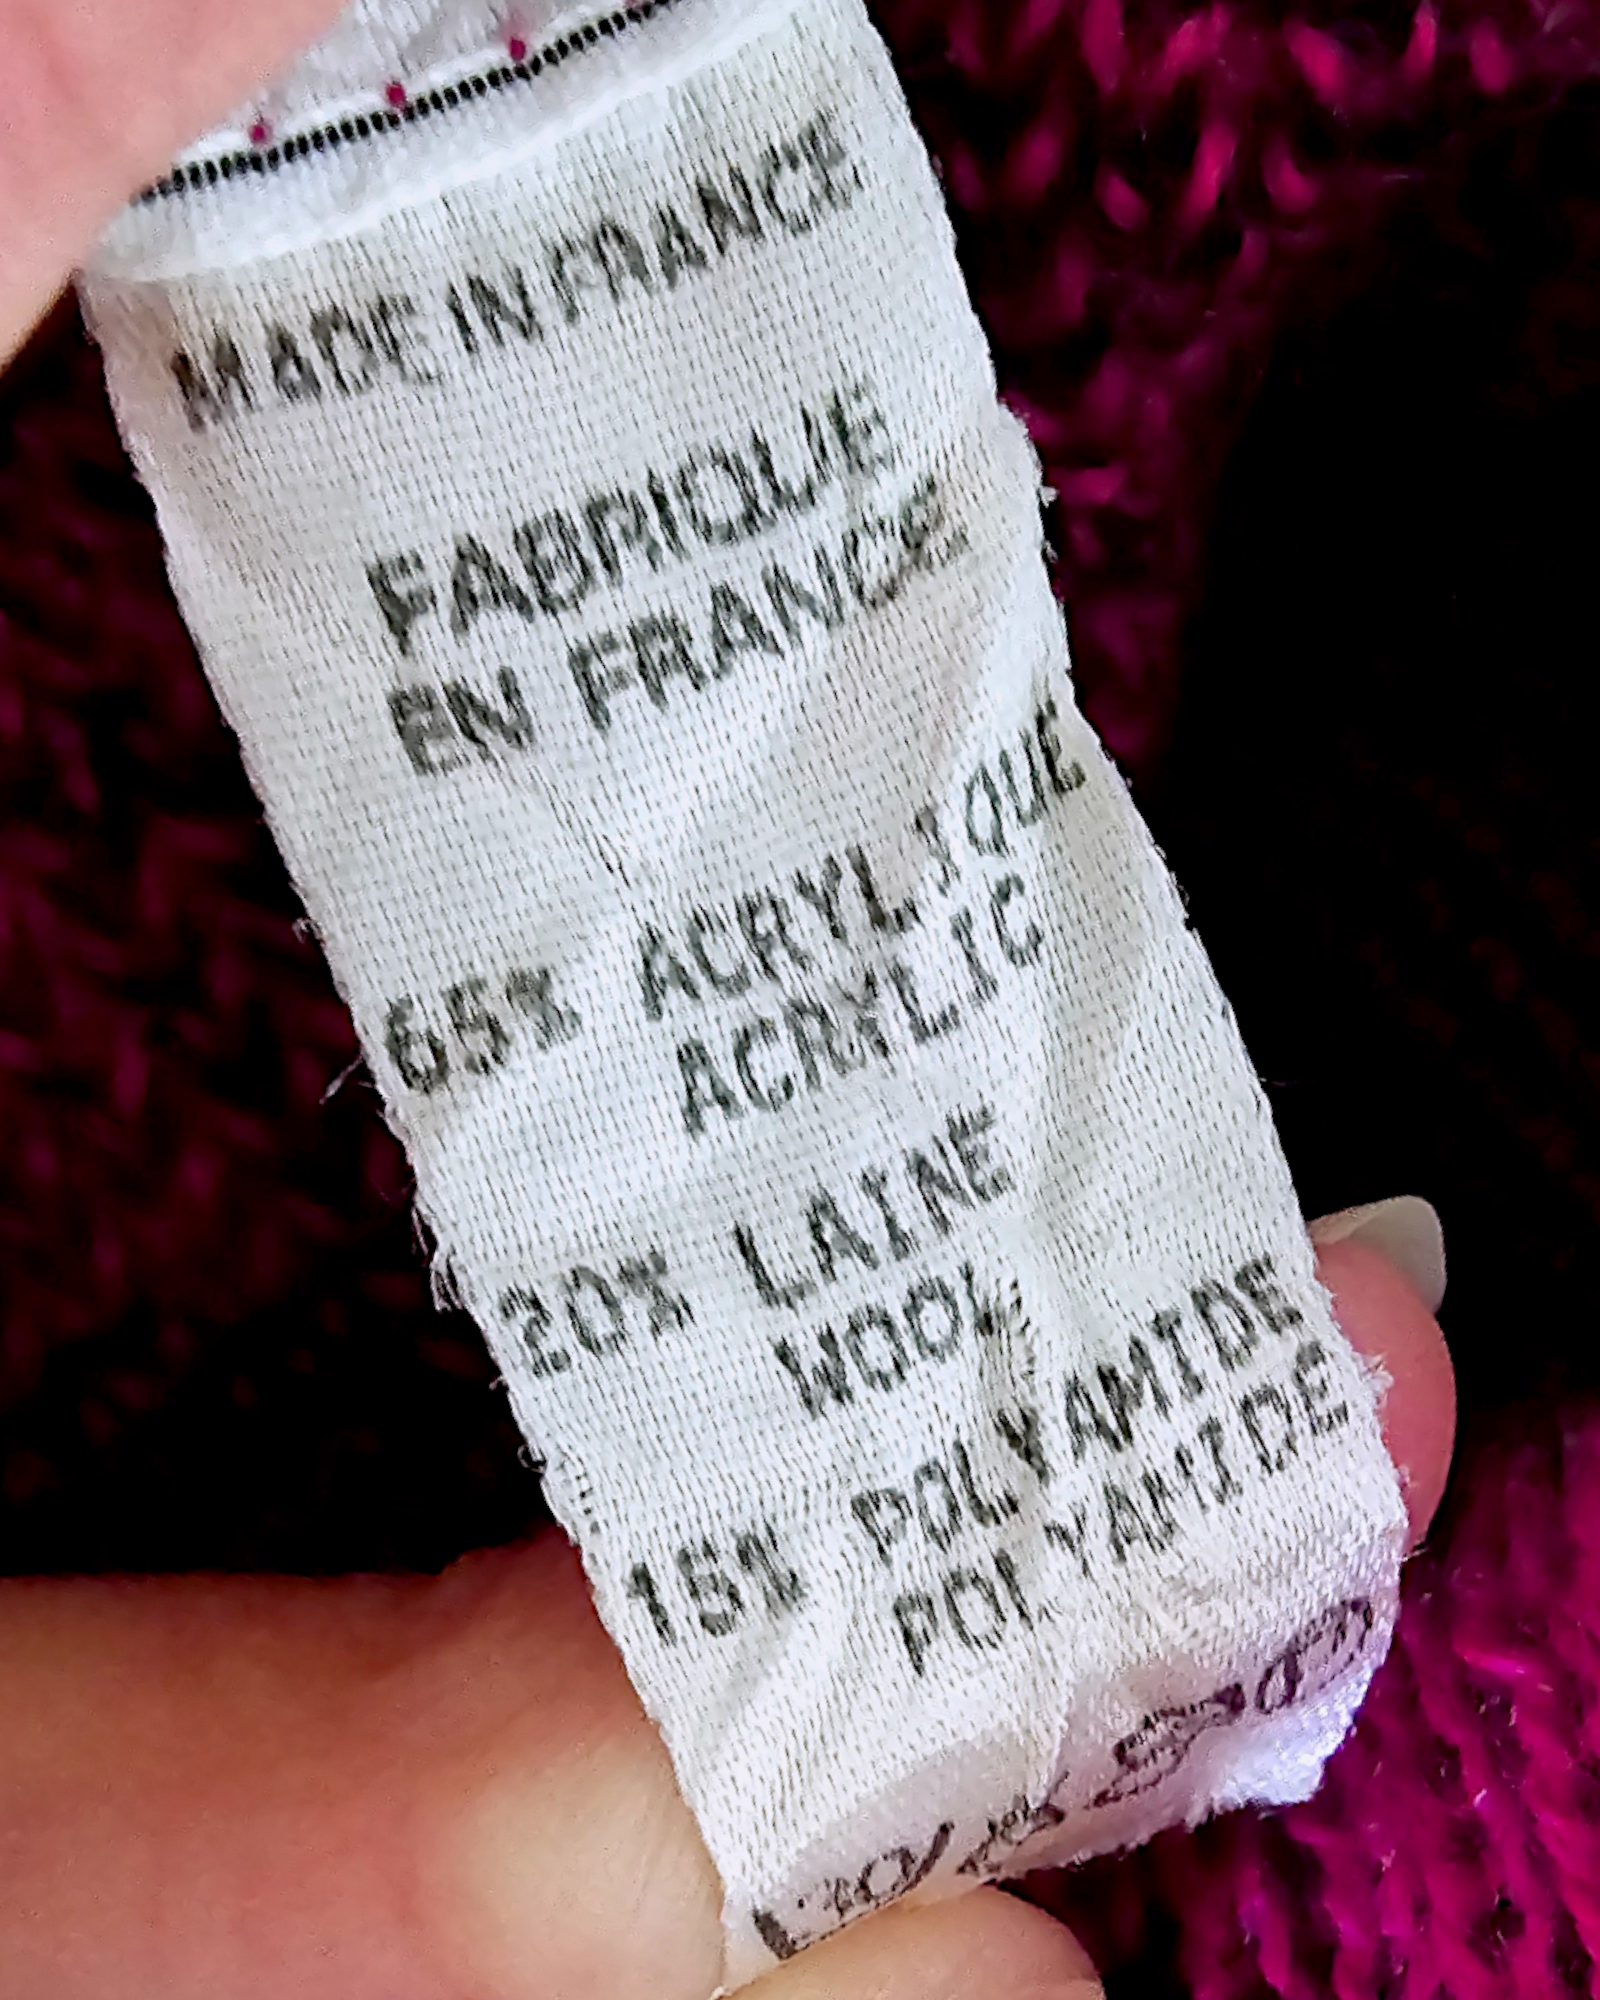 MADE IN FRANCE
FABRIQUE
EN FRANCE
65% ACRYLIQUE
ACRYLIC
20% LAINE
WOOL
15% POLYAMIDE
POLYAMIDE